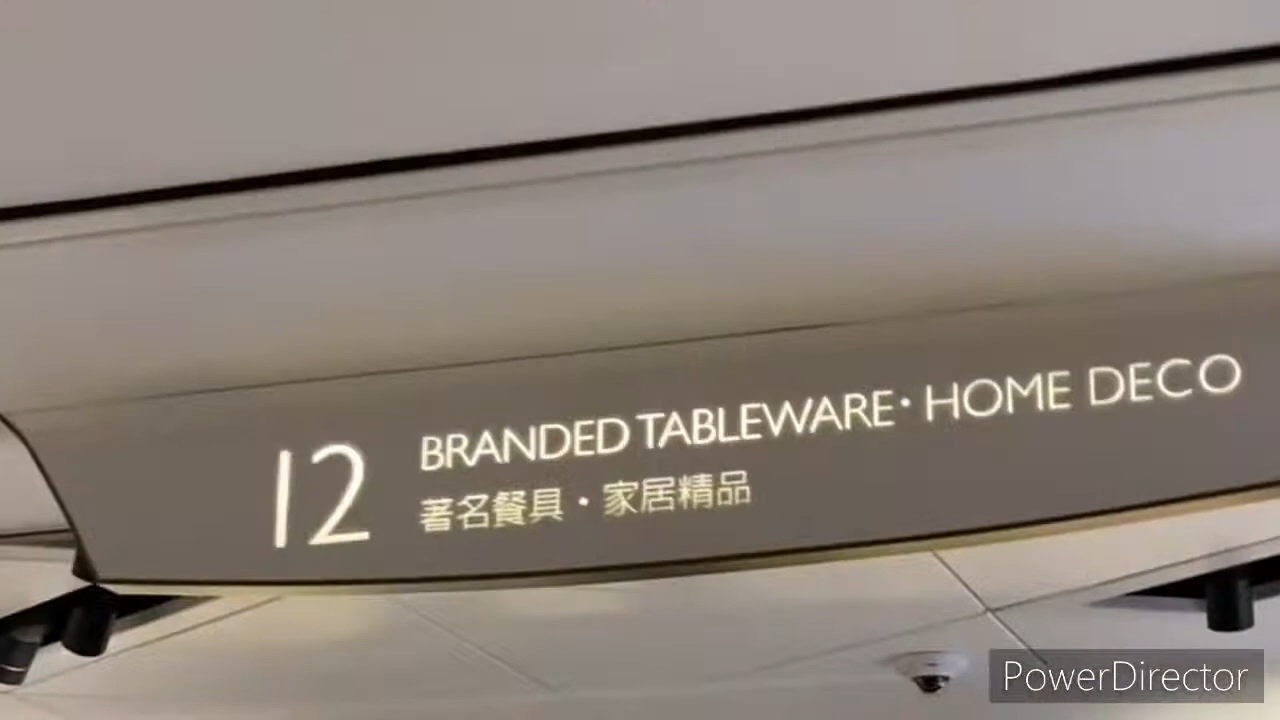 12
BRANDED TABLEWARE · HOME DECO
著名餐具 · 家居精品
PowerDirector